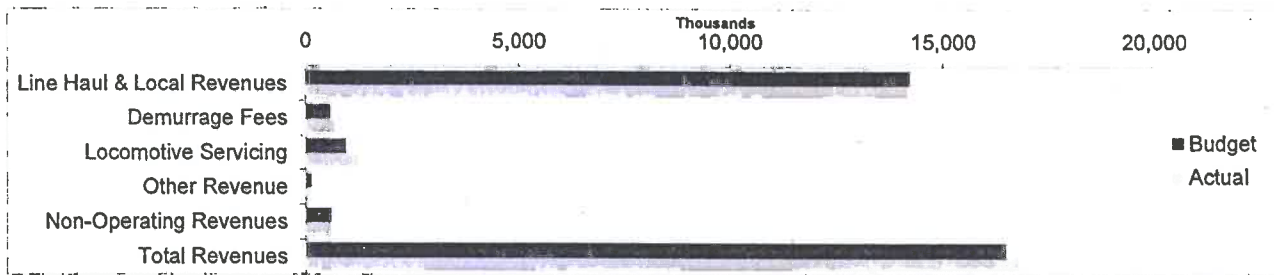 Thousands
0 5,000 10,000 15,000 20,000
Line Haul & Local Revenues
Demurrage Fees
Locomotive Servicing
Other Revenue
Non-Operating Revenues
Total Revenues
Budget
Actual